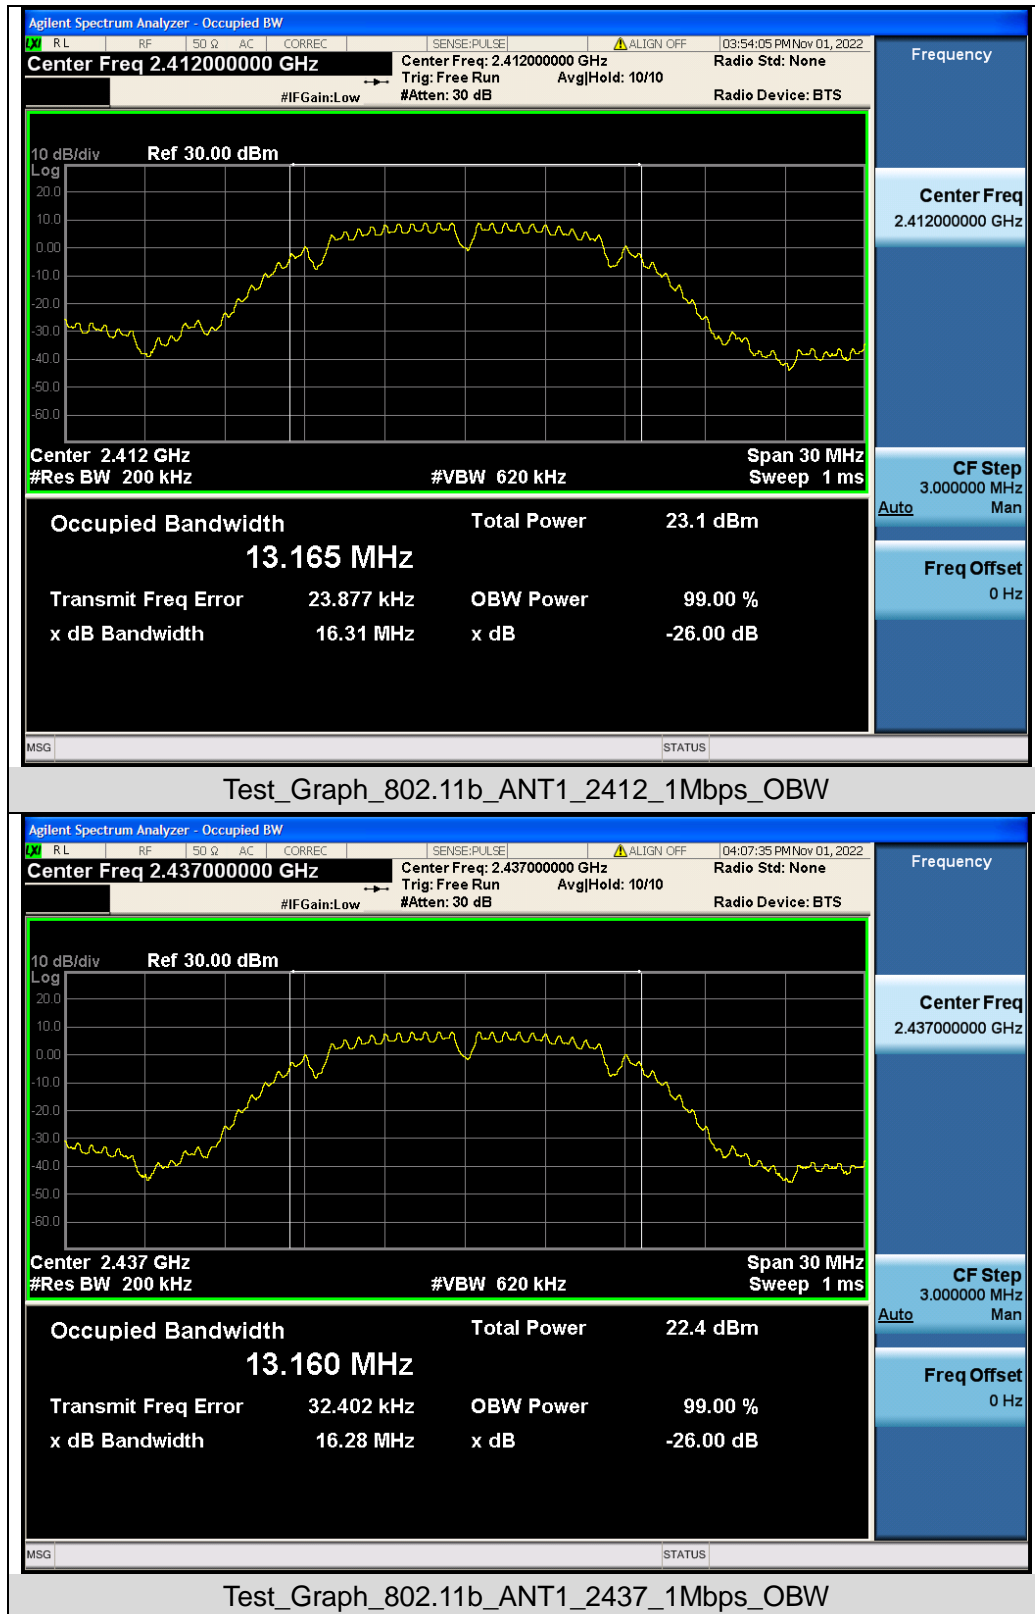 Agilent Spectrum Analyzer - Occupied BW
LXI RL RF 50 Ω AC CORREC SENSE:PULSE ALIGN OFF 03:54:05 PM Nov 01, 2022
Center Freq 2.412000000 GHz Center Freq: 2.412000000 GHz Radio Std: None Frequency
Trig: Free Run Avg|Hold: 10/10
#IFGain:Low #Atten: 30 dB Radio Device: BTS
10 dB/div Ref 30.00 dBm
Log
20.0
10.0
0.00
-10.0
-20.0
-30.0
-40.0
-50.0
-60.0
Center Freq
2.412000000 GHz
Center 2.412 GHz Span 30 MHz
#Res BW 200 kHz #VBW 620 kHz Sweep 1 ms
CF Step
3.000000 MHz
Auto Man
Occupied Bandwidth Total Power 23.1 dBm
13.165 MHz
Freq Offset
0 Hz
Transmit Freq Error 23.877 kHz OBW Power 99.00 %
x dB Bandwidth 16.31 MHz x dB -26.00 dB
MSG STATUS
Test_Graph_802.11b_ANT1_2412_1Mbps_OBW
Agilent Spectrum Analyzer - Occupied BW
LXI RL RF 50 Ω AC CORREC SENSE:PULSE ALIGN OFF 04:07:35 PM Nov 01, 2022
Center Freq 2.437000000 GHz Center Freq: 2.437000000 GHz Radio Std: None Frequency
Trig: Free Run Avg|Hold: 10/10
#IFGain:Low #Atten: 30 dB Radio Device: BTS
10 dB/div Ref 30.00 dBm
Log
20.0
10.0
0.00
-10.0
-20.0
-30.0
-40.0
-50.0
-60.0
Center Freq
2.437000000 GHz
Center 2.437 GHz Span 30 MHz
#Res BW 200 kHz #VBW 620 kHz Sweep 1 ms
CF Step
3.000000 MHz
Auto Man
Occupied Bandwidth Total Power 22.4 dBm
13.160 MHz
Freq Offset
0 Hz
Transmit Freq Error 32.402 kHz OBW Power 99.00 %
x dB Bandwidth 16.28 MHz x dB -26.00 dB
MSG STATUS
Test_Graph_802.11b_ANT1_2437_1Mbps_OBW